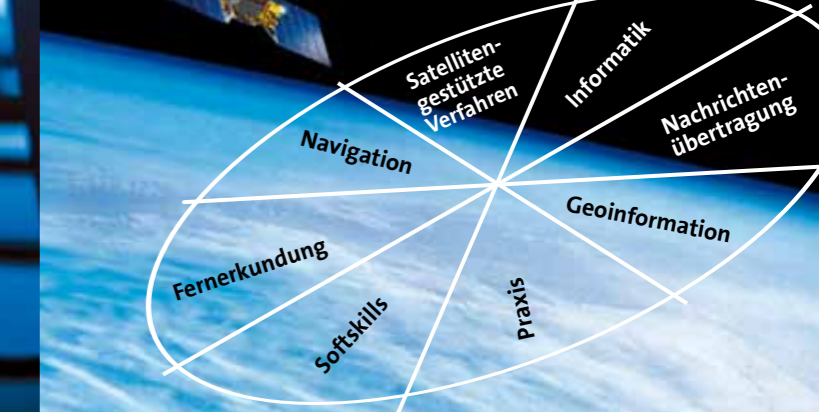 Satelliten-
gestützte
Verfahren
Informatik
Nachrichten-
übertragung
Navigation
Geoinformation
Fernerkundung
Softskills
Praxis